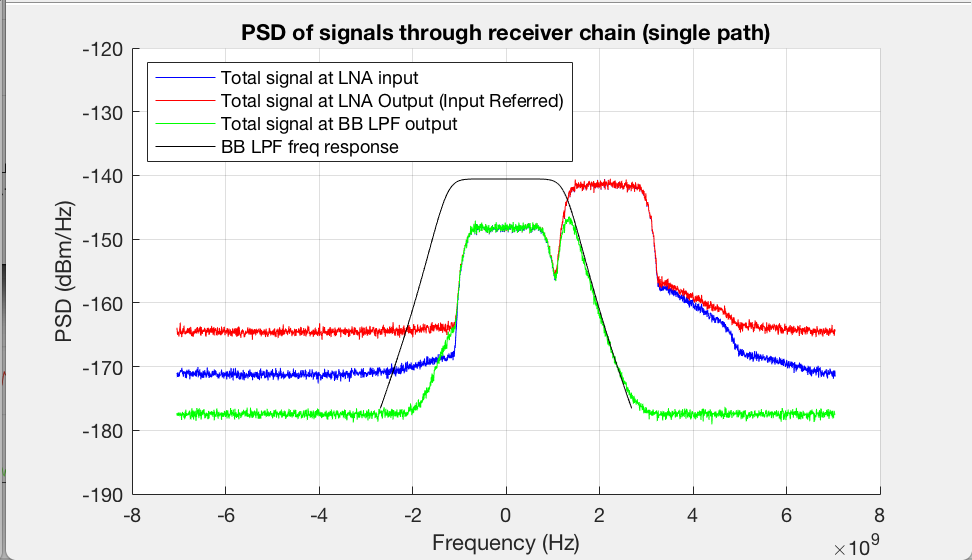 PSD of signals through receiver chain (single path)
-120
-130
-140
-150
-160
-170
-180
-190
PSD (dBm/Hz)
Total signal at LNA input
Total signal at LNA Output (Input Referred)
Total signal at BB LPF output
BB LPF freq response
-8 -6 -4 -2 0 2 4 6 8
×10⁹
Frequency (Hz)